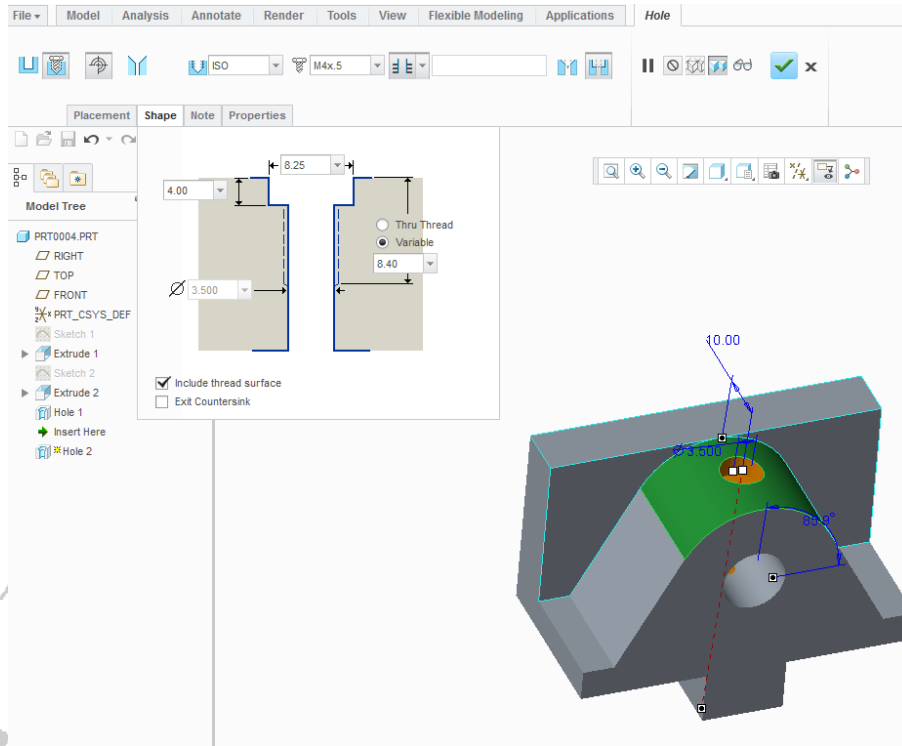 File Model Analysis Annotate Render Tools View Flexible Modeling Applications Hole
ISO M4x.5
Placement Shape Note Properties
Model Tree
PRT0004.PRT
RIGHT
TOP
FRONT
PRT_CSYS_DEF
Sketch 1
Extrude 1
Sketch 2
Extrude 2
Hole 1
Insert Here
Hole 2
8.25
4.00
Thru Thread
Variable
8.40
3.500
Include thread surface
Exit Countersink
10.00
Ø 3.500
85.9°